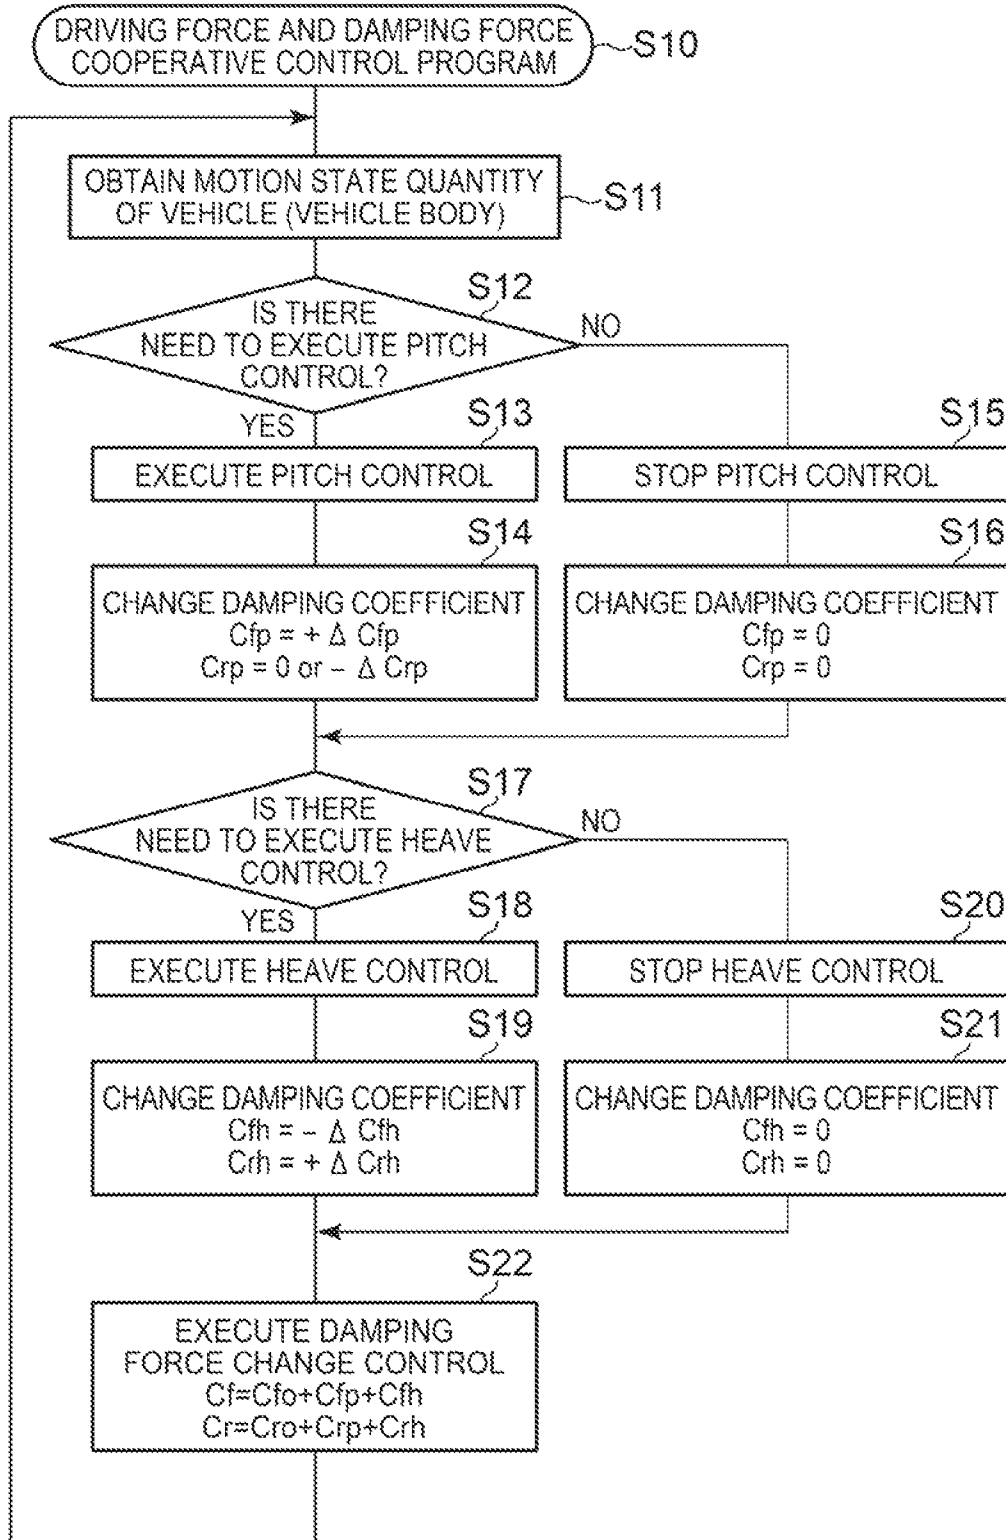 DRIVING FORCE AND DAMPING FORCE
COOPERATIVE CONTROL PROGRAM
S10
OBTAIN MOTION STATE QUANTITY
OF VEHICLE (VEHICLE BODY)
S11
S12
IS THERE
NEED TO EXECUTE PITCH
CONTROL?
NO
YES
S13
EXECUTE PITCH CONTROL
S15
STOP PITCH CONTROL
S14
CHANGE DAMPING COEFFICIENT
Cfp = + Δ Cfp
Crp = 0 or − Δ Crp
S16
CHANGE DAMPING COEFFICIENT
Cfp = 0
Crp = 0
S17
IS THERE
NEED TO EXECUTE HEAVE
CONTROL?
NO
YES
S18
EXECUTE HEAVE CONTROL
S20
STOP HEAVE CONTROL
S19
CHANGE DAMPING COEFFICIENT
Cfh = − Δ Cfh
Crh = + Δ Crh
S21
CHANGE DAMPING COEFFICIENT
Cfh = 0
Crh = 0
S22
EXECUTE DAMPING
FORCE CHANGE CONTROL
Cf=Cfo+Cfp+Cfh
Cr=Cro+Crp+Crh